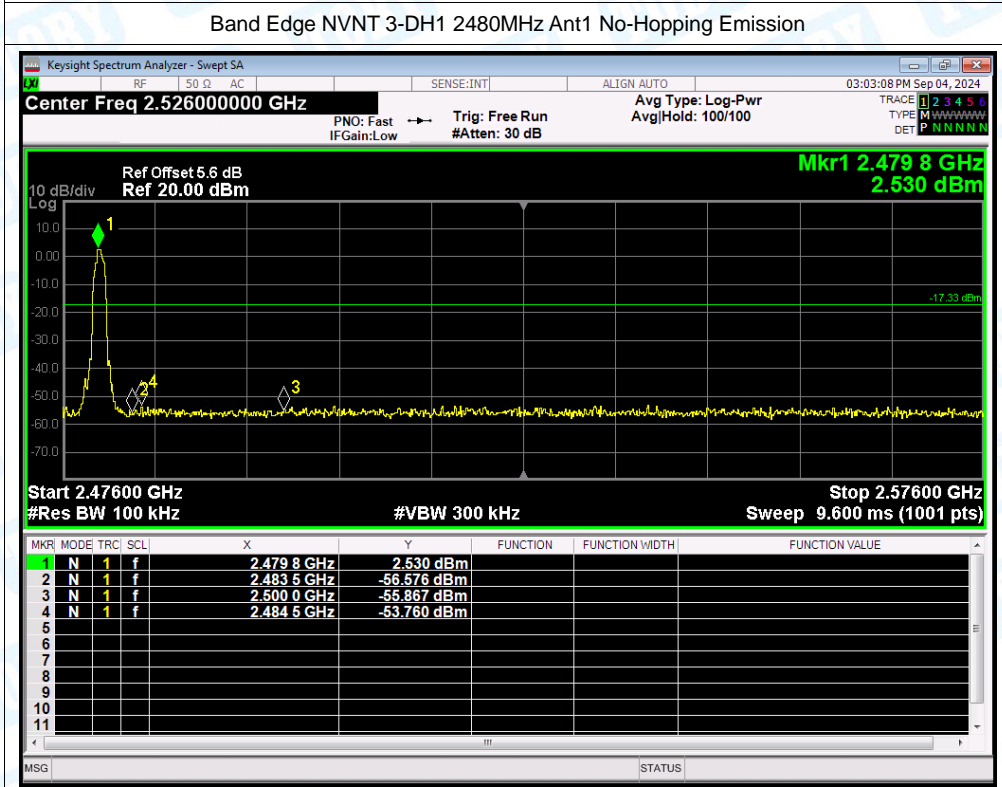 Band Edge NVNT 3-DH1 2480MHz Ant1 No-Hopping Emission
Keysight Spectrum Analyzer - Swept SA
LXI RF 50 Ω AC SENSE:INT ALIGN AUTO 03:03:08 PM Sep 04, 2024
Center Freq 2.526000000 GHz
PNO: Fast
IFGain:Low
Trig: Free Run
#Atten: 30 dB
Avg Type: Log-Pwr
Avg|Hold: 100/100
TRACE 1 2 3 4 5 6
TYPE M W W W W W
DET P N N N N N
Mkr1 2.479 8 GHz
2.530 dBm
Ref Offset 5.6 dB
10 dB/div Ref 20.00 dBm
Log
10.0
0.00
-10.0
-20.0
-30.0
-40.0
-50.0
-60.0
-70.0
1
-17.33 dBm
2
4
3
Start 2.47600 GHz Stop 2.57600 GHz
#Res BW 100 kHz #VBW 300 kHz Sweep 9.600 ms (1001 pts)
MKR MODE TRC SCL X Y FUNCTION FUNCTION WIDTH FUNCTION VALUE
1 N 1 f 2.479 8 GHz 2.530 dBm
2 N 1 f 2.483 5 GHz -56.576 dBm
3 N 1 f 2.500 0 GHz -55.867 dBm
4 N 1 f 2.484 5 GHz -53.760 dBm
5
6
7
8
9
10
11
MSG STATUS